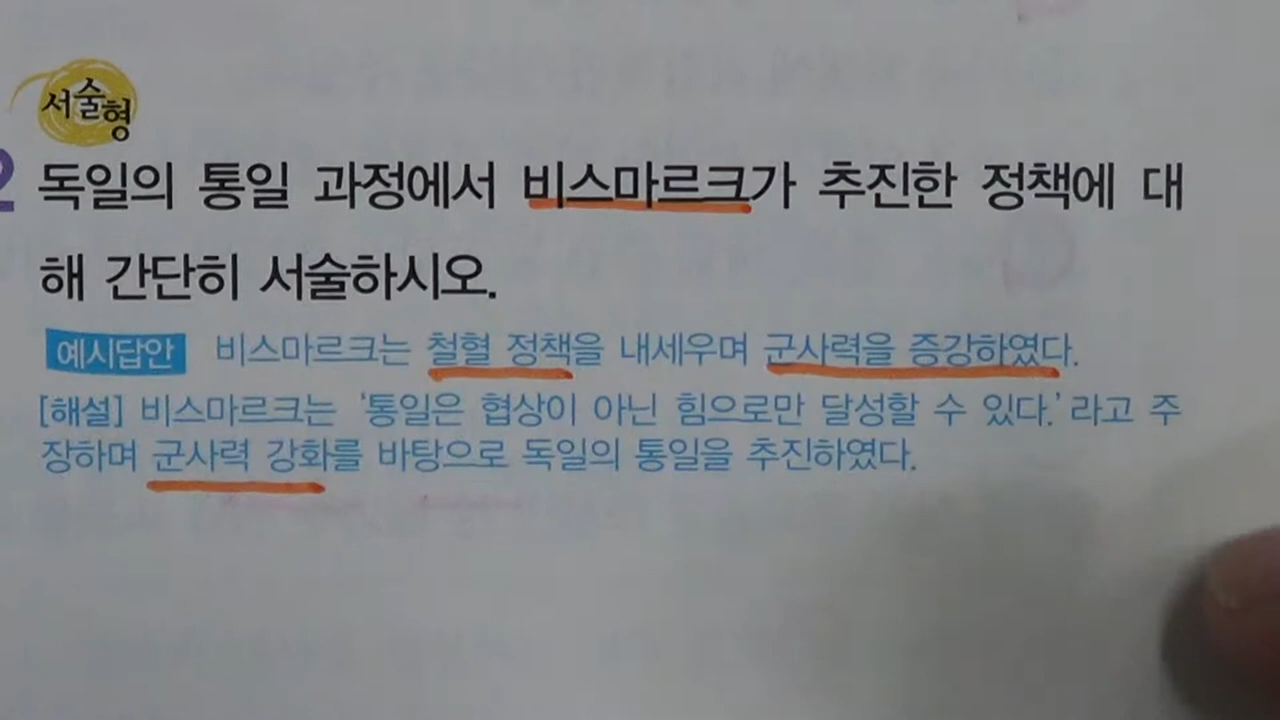 서술형
2 독일의 통일 과정에서 비스마르크가 추진한 정책에 대
해 간단히 서술하시오.
예시답안 비스마르크는 철혈 정책을 내세우며 군사력을 증강하였다.
[해설] 비스마르크는 ‘통일은 협상이 아닌 힘으로만 달성할 수 있다.’ 라고 주
장하며 군사력 강화를 바탕으로 독일의 통일을 추진하였다.